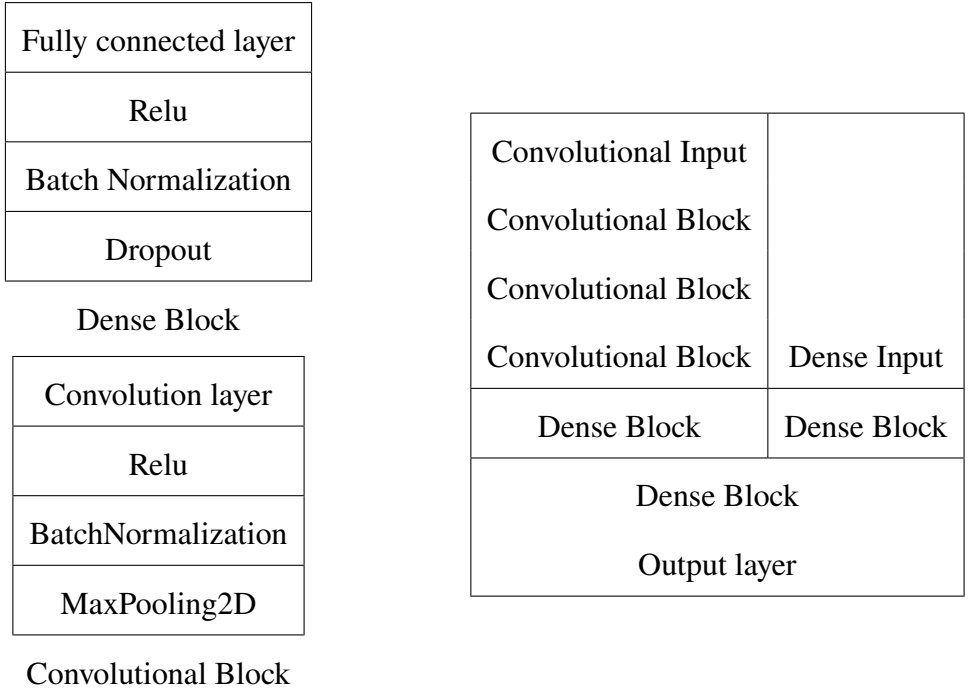 Fully connected layer
Relu
Batch Normalization
Dropout
Dense Block
Convolution layer
Relu
BatchNormalization
MaxPooling2D
Convolutional Block
Convolutional Input
Convolutional Block
Convolutional Block
Convolutional Block Dense Input
Dense Block Dense Block
Dense Block
Output layer